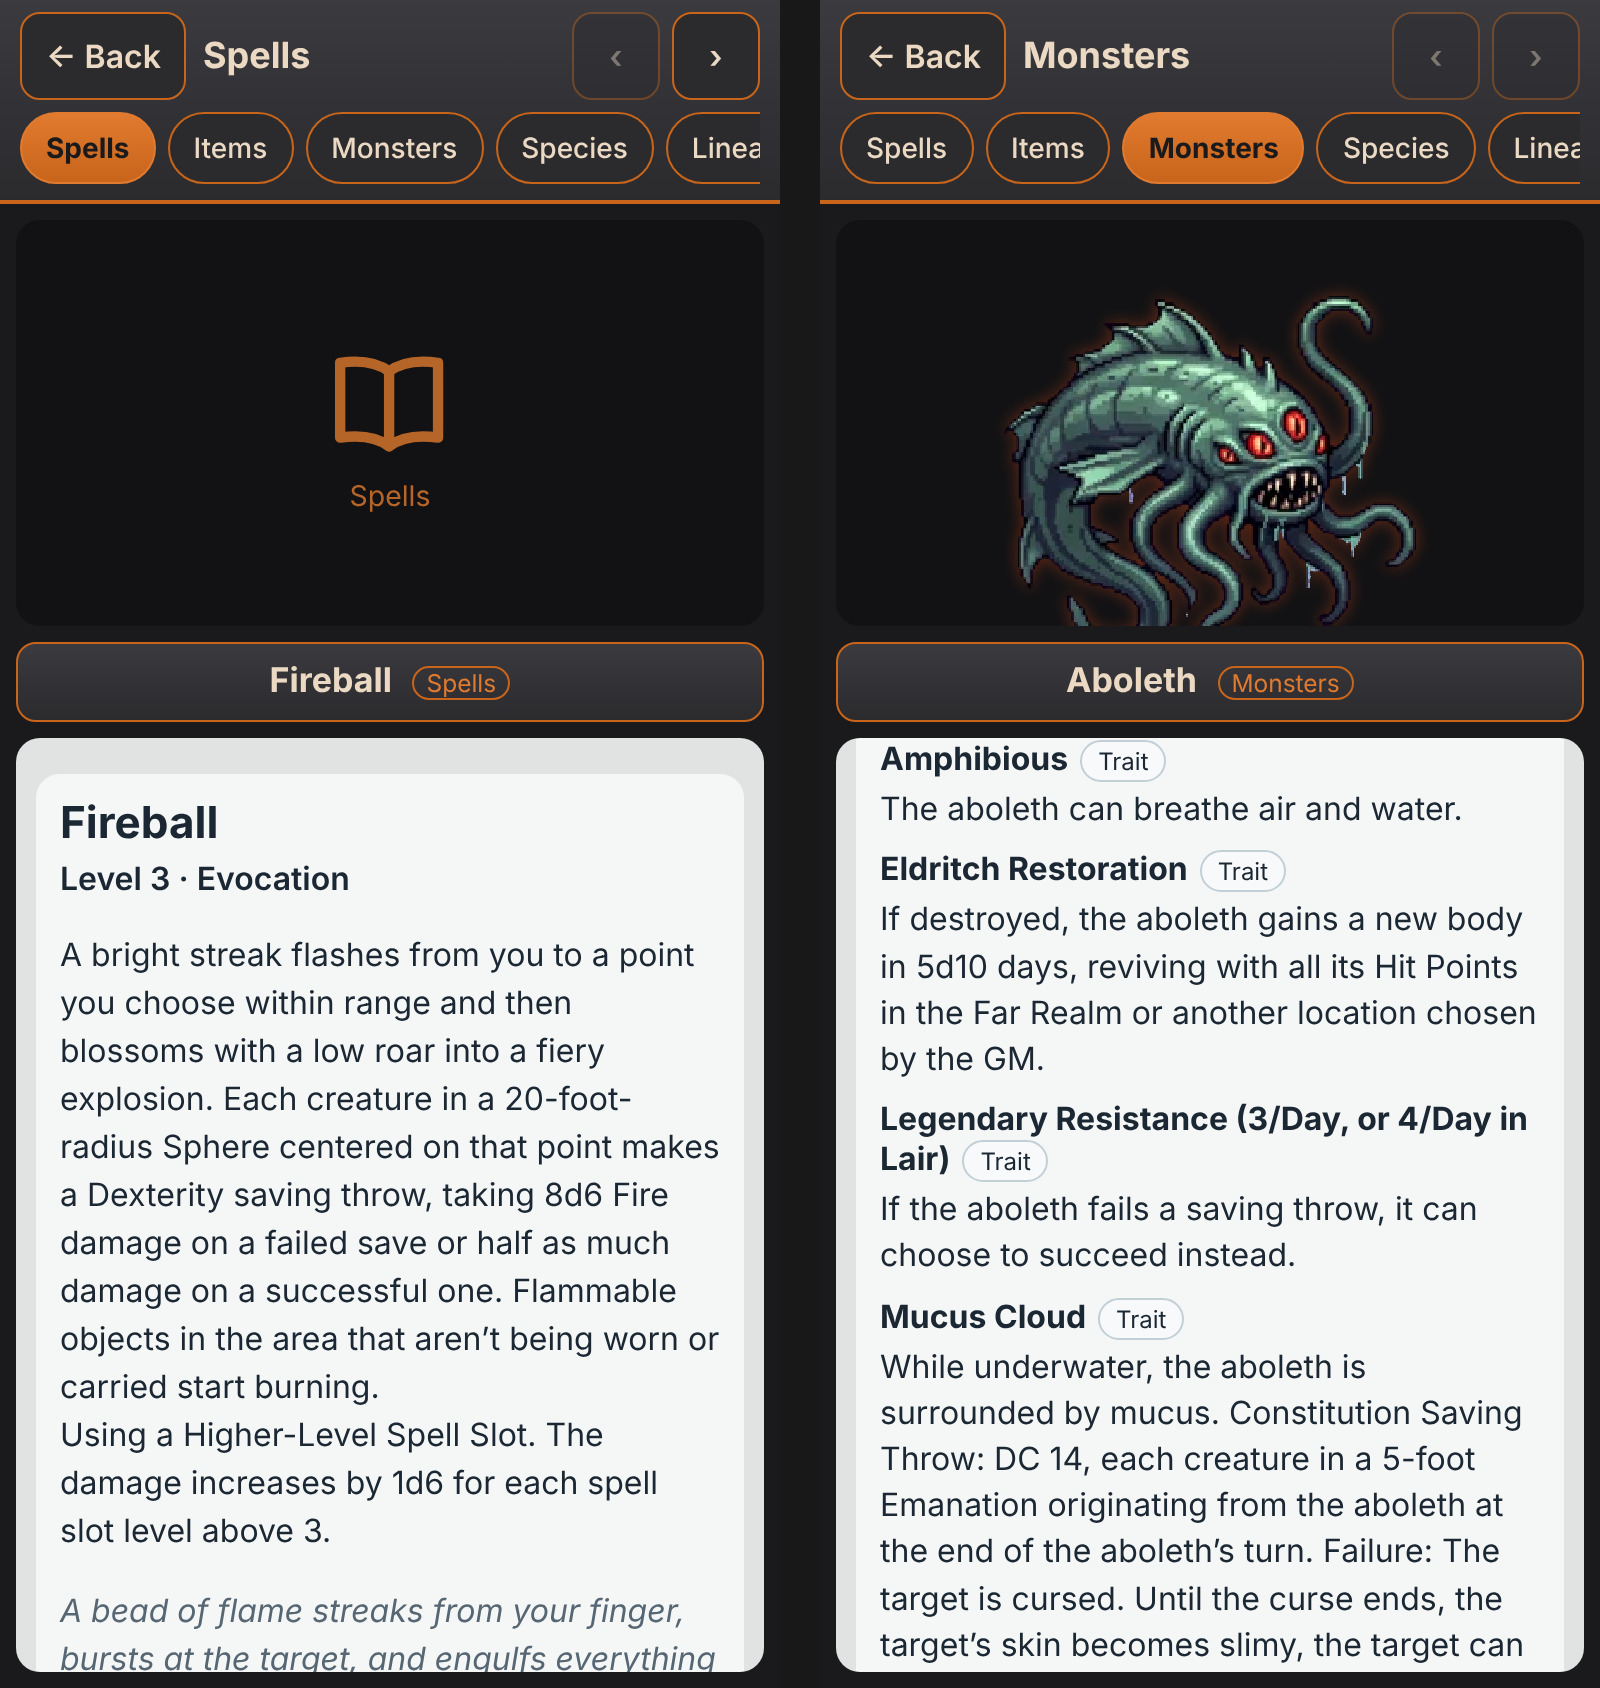 ← Back Spells ‹ ›
Spells Items Monsters Species Linea
Spells
Fireball Spells
Fireball
Level 3 · Evocation
A bright streak flashes from you to a point
you choose within range and then
blossoms with a low roar into a fiery
explosion. Each creature in a 20-foot-
radius Sphere centered on that point makes
a Dexterity saving throw, taking 8d6 Fire
damage on a failed save or half as much
damage on a successful one. Flammable
objects in the area that aren’t being worn or
carried start burning.
Using a Higher-Level Spell Slot. The
damage increases by 1d6 for each spell
slot level above 3.
A bead of flame streaks from your finger,
bursts at the target, and engulfs everything
← Back Monsters ‹ ›
Spells Items Monsters Species Linea
Aboleth Monsters
Amphibious Trait
The aboleth can breathe air and water.
Eldritch Restoration Trait
If destroyed, the aboleth gains a new body
in 5d10 days, reviving with all its Hit Points
in the Far Realm or another location chosen
by the GM.
Legendary Resistance (3/Day, or 4/Day in
Lair) Trait
If the aboleth fails a saving throw, it can
choose to succeed instead.
Mucus Cloud Trait
While underwater, the aboleth is
surrounded by mucus. Constitution Saving
Throw: DC 14, each creature in a 5-foot
Emanation originating from the aboleth at
the end of the aboleth’s turn. Failure: The
target is cursed. Until the curse ends, the
target’s skin becomes slimy, the target can